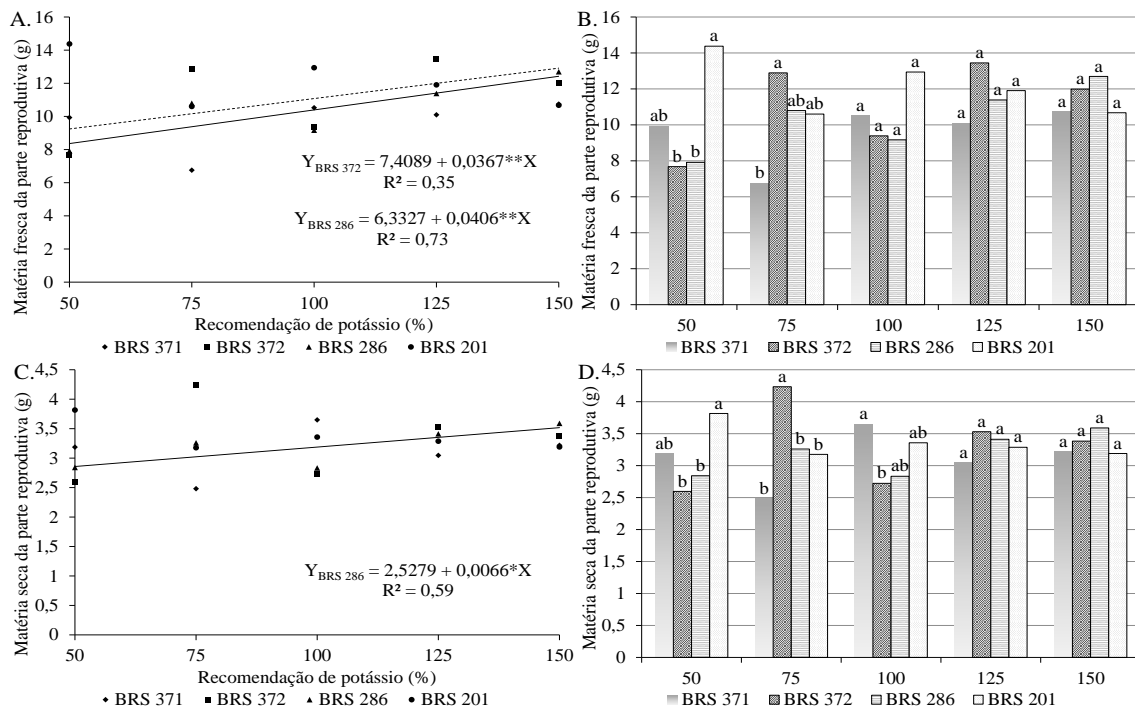 A.
Matéria fresca da parte reprodutiva (g)
16
14
12
10
8
6
4
2
0
Y BRS 372 = 7,4089 + 0,0367**X
R² = 0,35
Y BRS 286 = 6,3327 + 0,0406**X
R² = 0,73
50 75 100 125 150
Recomendação de potássio (%)
BRS 371 BRS 372 BRS 286 BRS 201
B.
Matéria fresca da parte reprodutiva (g)
16
14
12
10
8
6
4
2
0
ab b b a
b a ab ab
a a a a
a a a a
a a a a
50 75 100 125 150
BRS 371 BRS 372 BRS 286 BRS 201
C.
Matéria seca da parte reprodutiva (g)
4,5
4
3,5
3
2,5
2
1,5
1
0,5
0
Y BRS 286 = 2,5279 + 0,0066*X
R² = 0,59
50 75 100 125 150
Recomendação de potássio (%)
BRS 371 BRS 372 BRS 286 BRS 201
D.
Matéria seca da parte reprodutiva (g)
4,5
4
3,5
3
2,5
2
1,5
1
0,5
0
ab b b a
b a b b
a b ab ab
a a a a
a a a a
50 75 100 125 150
BRS 371 BRS 372 BRS 286 BRS 201